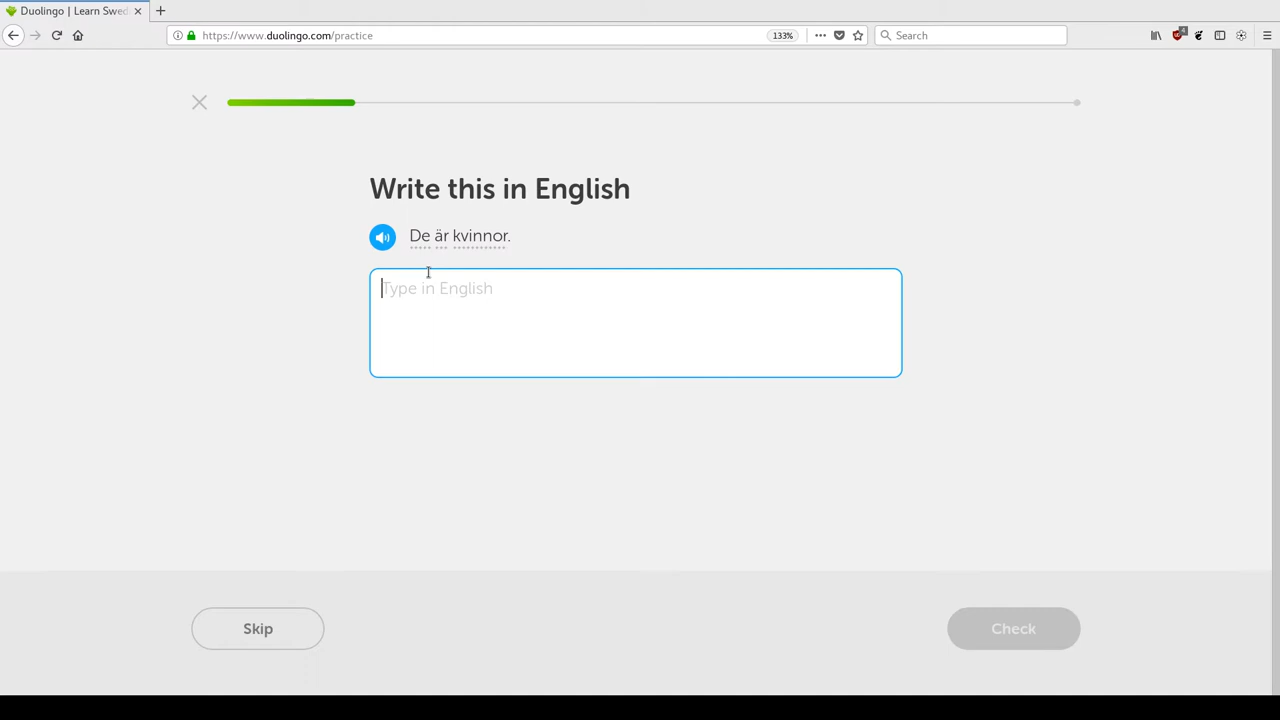 Duolingo | Learn Swed
https://www.duolingo.com/practice
133%
Search
4
Write this in English
De är kvinnor.
Type in English
Skip
Check